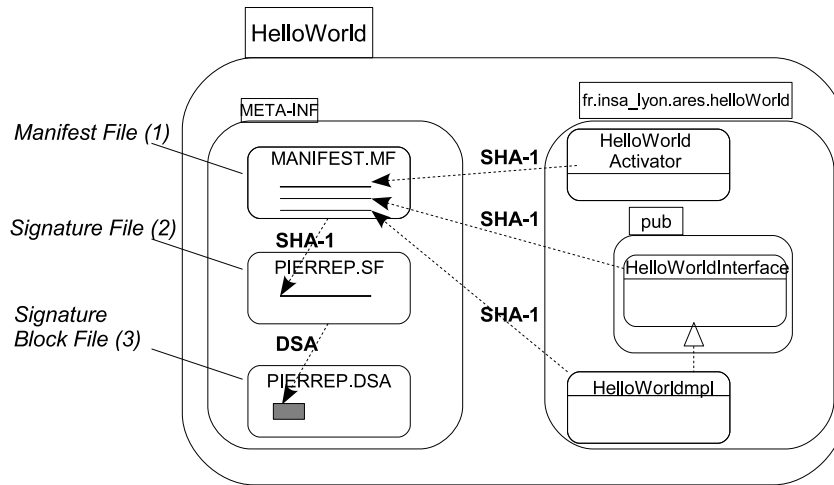 HelloWorld
META-INF
fr.insa_lyon.ares.helloWorld
Manifest File (1)
MANIFEST.MF
SHA-1
HelloWorld
Activator
Signature File (2)
SHA-1
PIERREP.SF
SHA-1
pub
HelloWorldInterface
Signature
Block File (3)
DSA
PIERREP.DSA
SHA-1
HelloWorldmpl